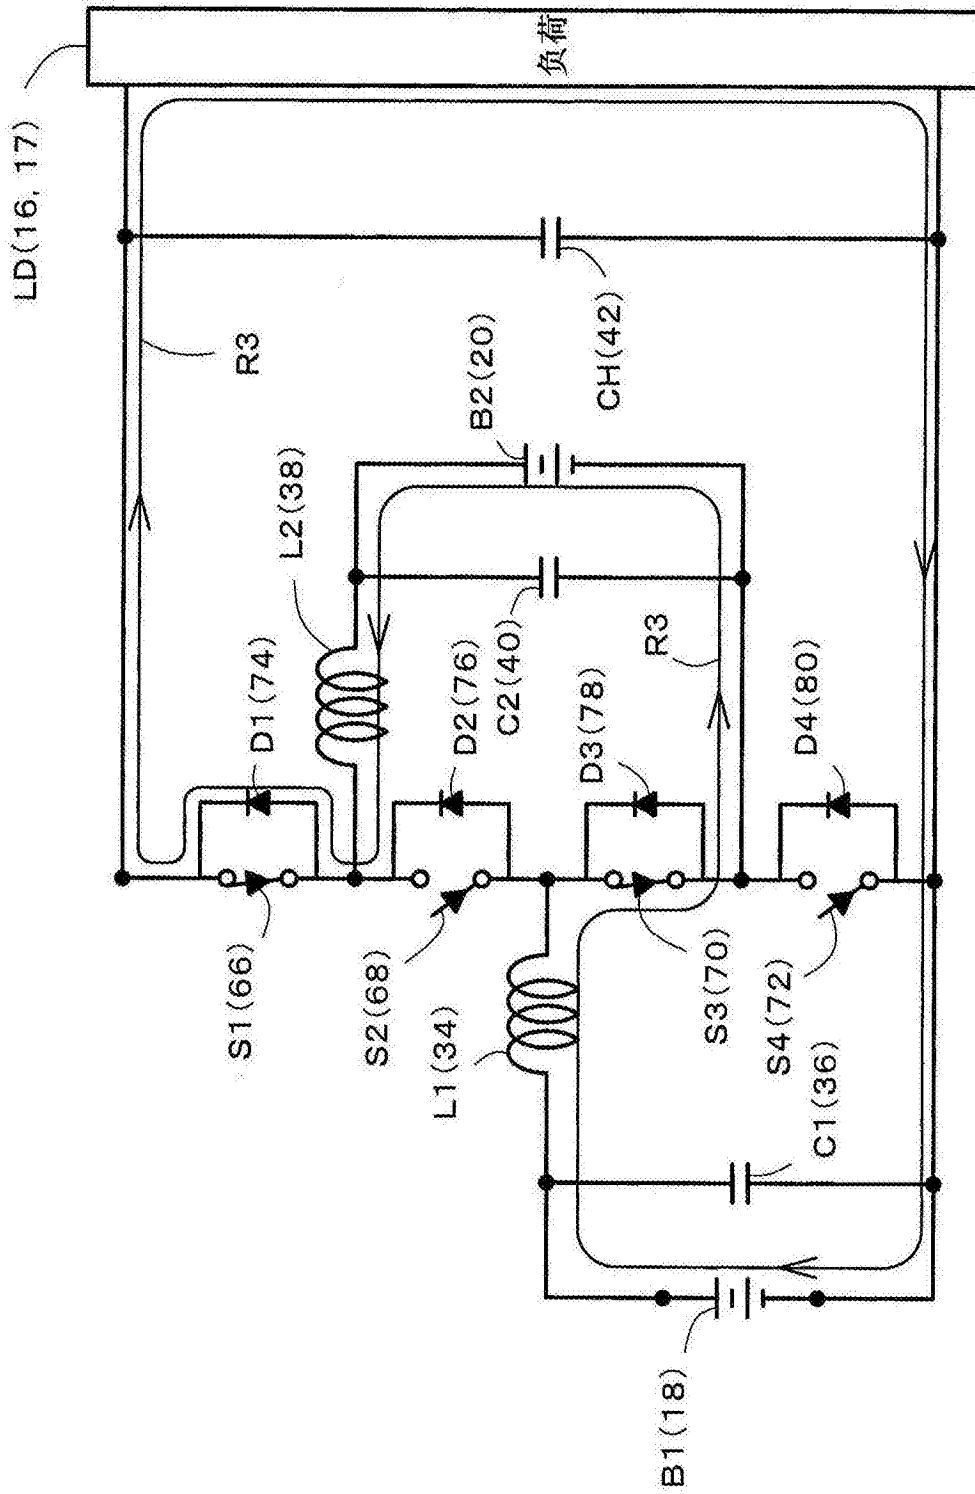 LD(16, 17)
负荷
R3
CH(42)
B2(20)
L2(38)
C2(40)
R3
D1(74)
D2(76)
D3(78)
D4(80)
S1(66)
S2(68)
S3(70)
S4(72)
L1(34)
C1(36)
B1(18)